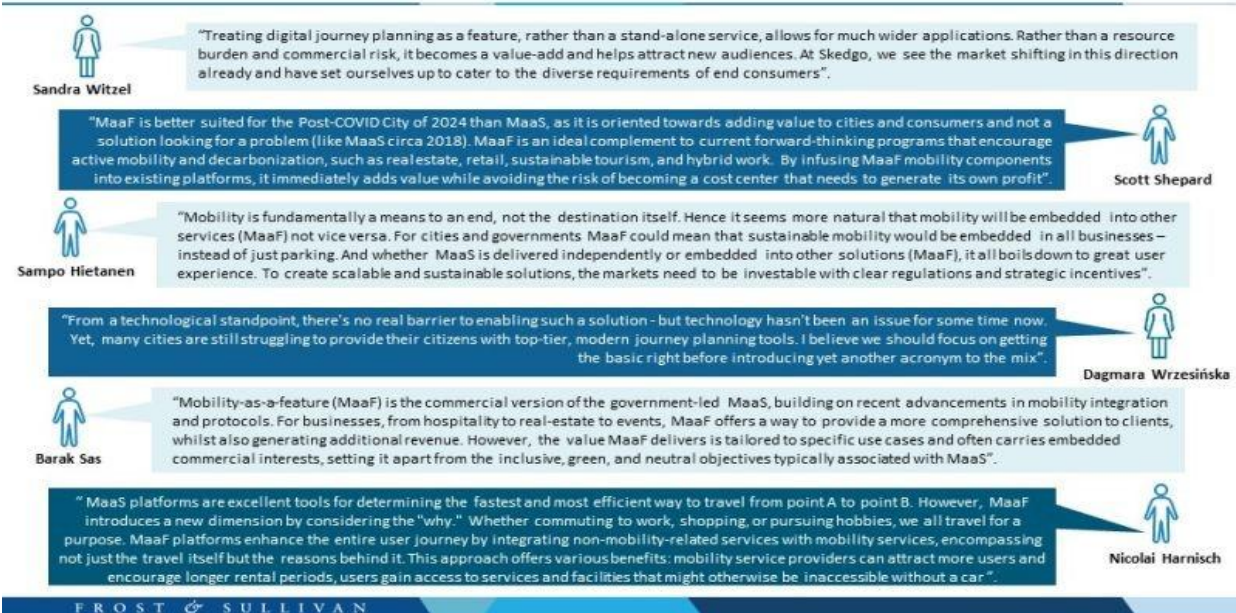 "Treating digital journey planning as a feature, rather than a stand-alone service, allows for much wider applications. Rather than a resource
burden and commercial risk, it becomes a value-add and helps attract new audiences. At Skedgo, we see the market shifting in this direction
already and have set ourselves up to cater to the diverse requirements of end consumers".
Sandra Witzel
"MaaF is better suited for the Post-COVID City of 2024 than MaaS, as it is oriented towards adding value to cities and consumers and not a
solution looking for a problem (like MaaS circa 2018). MaaF is an ideal complement to current forward-thinking programs that encourage
active mobility and decarbonization, such as real estate, retail, sustainable tourism, and hybrid work. By infusing MaaF mobility components
into existing platforms, it immediately adds value while avoiding the risk of becoming a cost center that needs to generate its own profit".
Scott Shepard
"Mobility is fundamentally a means to an end, not the destination itself. Hence it seems more natural that mobility will be embedded into other
services (MaaF) not vice versa. For cities and governments MaaF could mean that sustainable mobility would be embedded in all businesses –
instead of just parking. And whether MaaS is delivered independently or embedded into other solutions (MaaF), it all boils down to great user
experience. To create scalable and sustainable solutions, the markets need to be investable with clear regulations and strategic incentives".
Sampo Hietanen
"From a technological standpoint, there's no real barrier to enabling such a solution - but technology hasn't been an issue for some time now.
Yet, many cities are still struggling to provide their citizens with top-tier, modern journey planning tools. I believe we should focus on getting
the basic right before introducing yet another acronym to the mix".
Dagmara Wrzesińska
"Mobility-as-a-feature (MaaF) is the commercial version of the government-led MaaS, building on recent advancements in mobility integration
and protocols. For businesses, from hospitality to real-estate to events, MaaF offers a way to provide a more comprehensive solution to clients,
whilst also generating additional revenue. However, the value MaaF delivers is tailored to specific use cases and often carries embedded
commercial interests, setting it apart from the inclusive, green, and neutral objectives typically associated with MaaS".
Barak Sas
" MaaS platforms are excellent tools for determining the fastest and most efficient way to travel from point A to point B. However, MaaF
introduces a new dimension by considering the "why." Whether commuting to work, shopping, or pursuing hobbies, we all travel for a
purpose. MaaF platforms enhance the entire user journey by integrating non-mobility-related services with mobility services, encompassing
not just the travel itself but the reasons behind it. This approach offers various benefits: mobility service providers can attract more users and
encourage longer rental periods, users gain access to services and facilities that might otherwise be inaccessible without a car".
Nicolai Harnisch
FROST & SULLIVAN